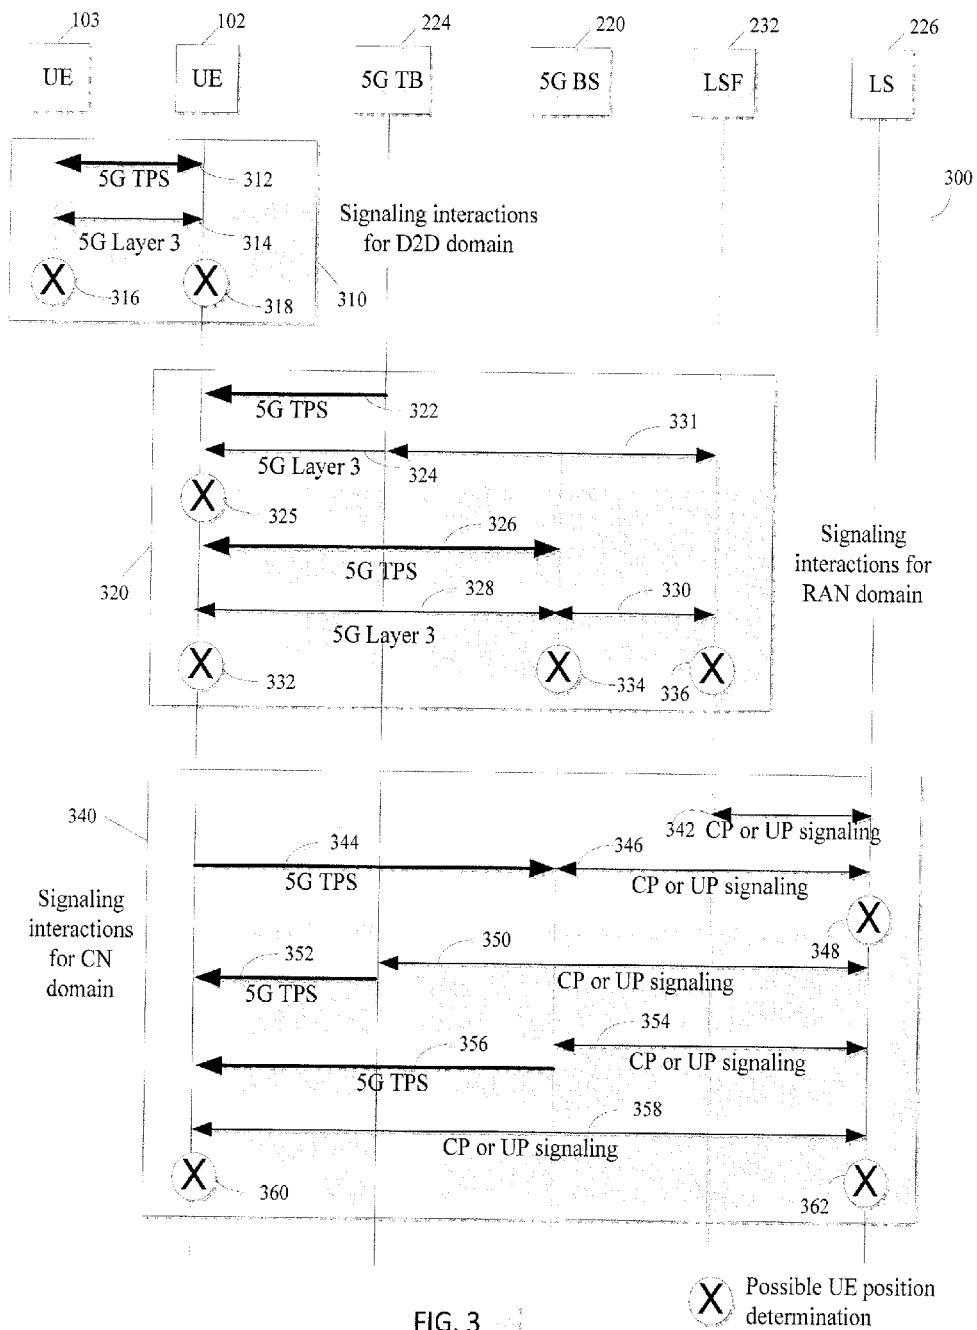 103
102
224
220
232
226
UE
UE
5G TB
5G BS
LSF
LS
5G TPS
312
300
5G Layer 3
314
Signaling interactions
for D2D domain
316
318
310
5G TPS
322
331
5G Layer 3
324
325
326
5G TPS
Signaling
interactions for
RAN domain
320
328
330
5G Layer 3
332
334
336
340
342
CP or UP signaling
344
346
5G TPS
CP or UP signaling
Signaling
interactions
for CN
domain
348
352
350
5G TPS
CP or UP signaling
354
356
CP or UP signaling
5G TPS
358
CP or UP signaling
360
362
X
X
X
X
X
X
X
X
X
X
Possible UE position
determination
FIG. 3